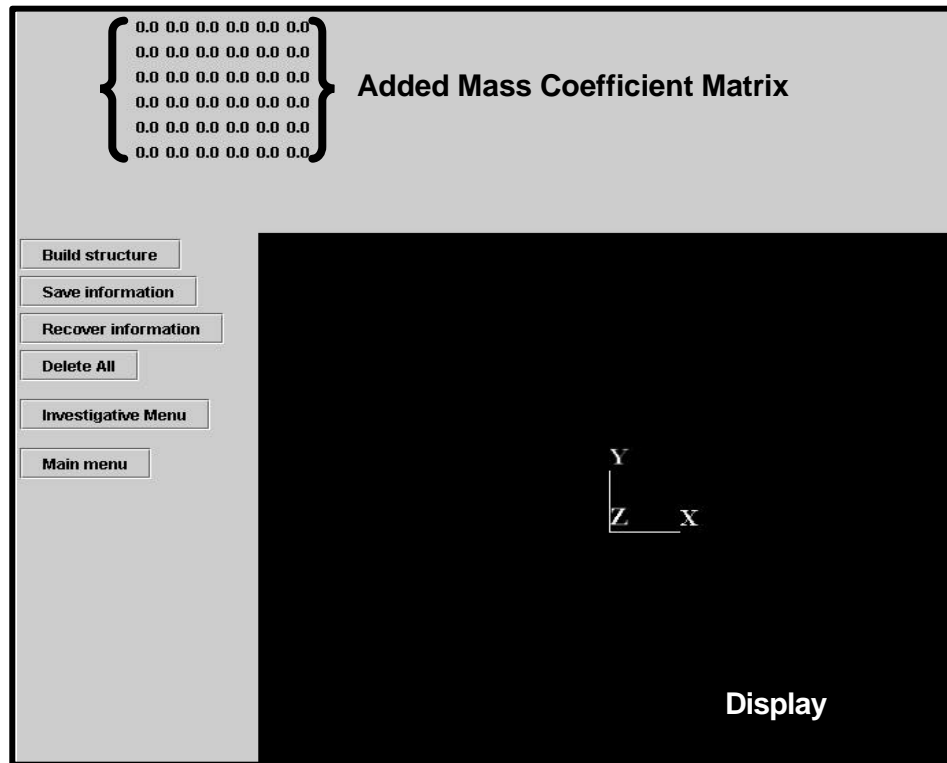 0.0 0.0 0.0 0.0 0.0 0.0
0.0 0.0 0.0 0.0 0.0 0.0
0.0 0.0 0.0 0.0 0.0 0.0
0.0 0.0 0.0 0.0 0.0 0.0
0.0 0.0 0.0 0.0 0.0 0.0
0.0 0.0 0.0 0.0 0.0 0.0
Added Mass Coefficient Matrix
Build structure
Save information
Recover information
Delete All
Investigative Menu
Main menu
Y
Z X
Display